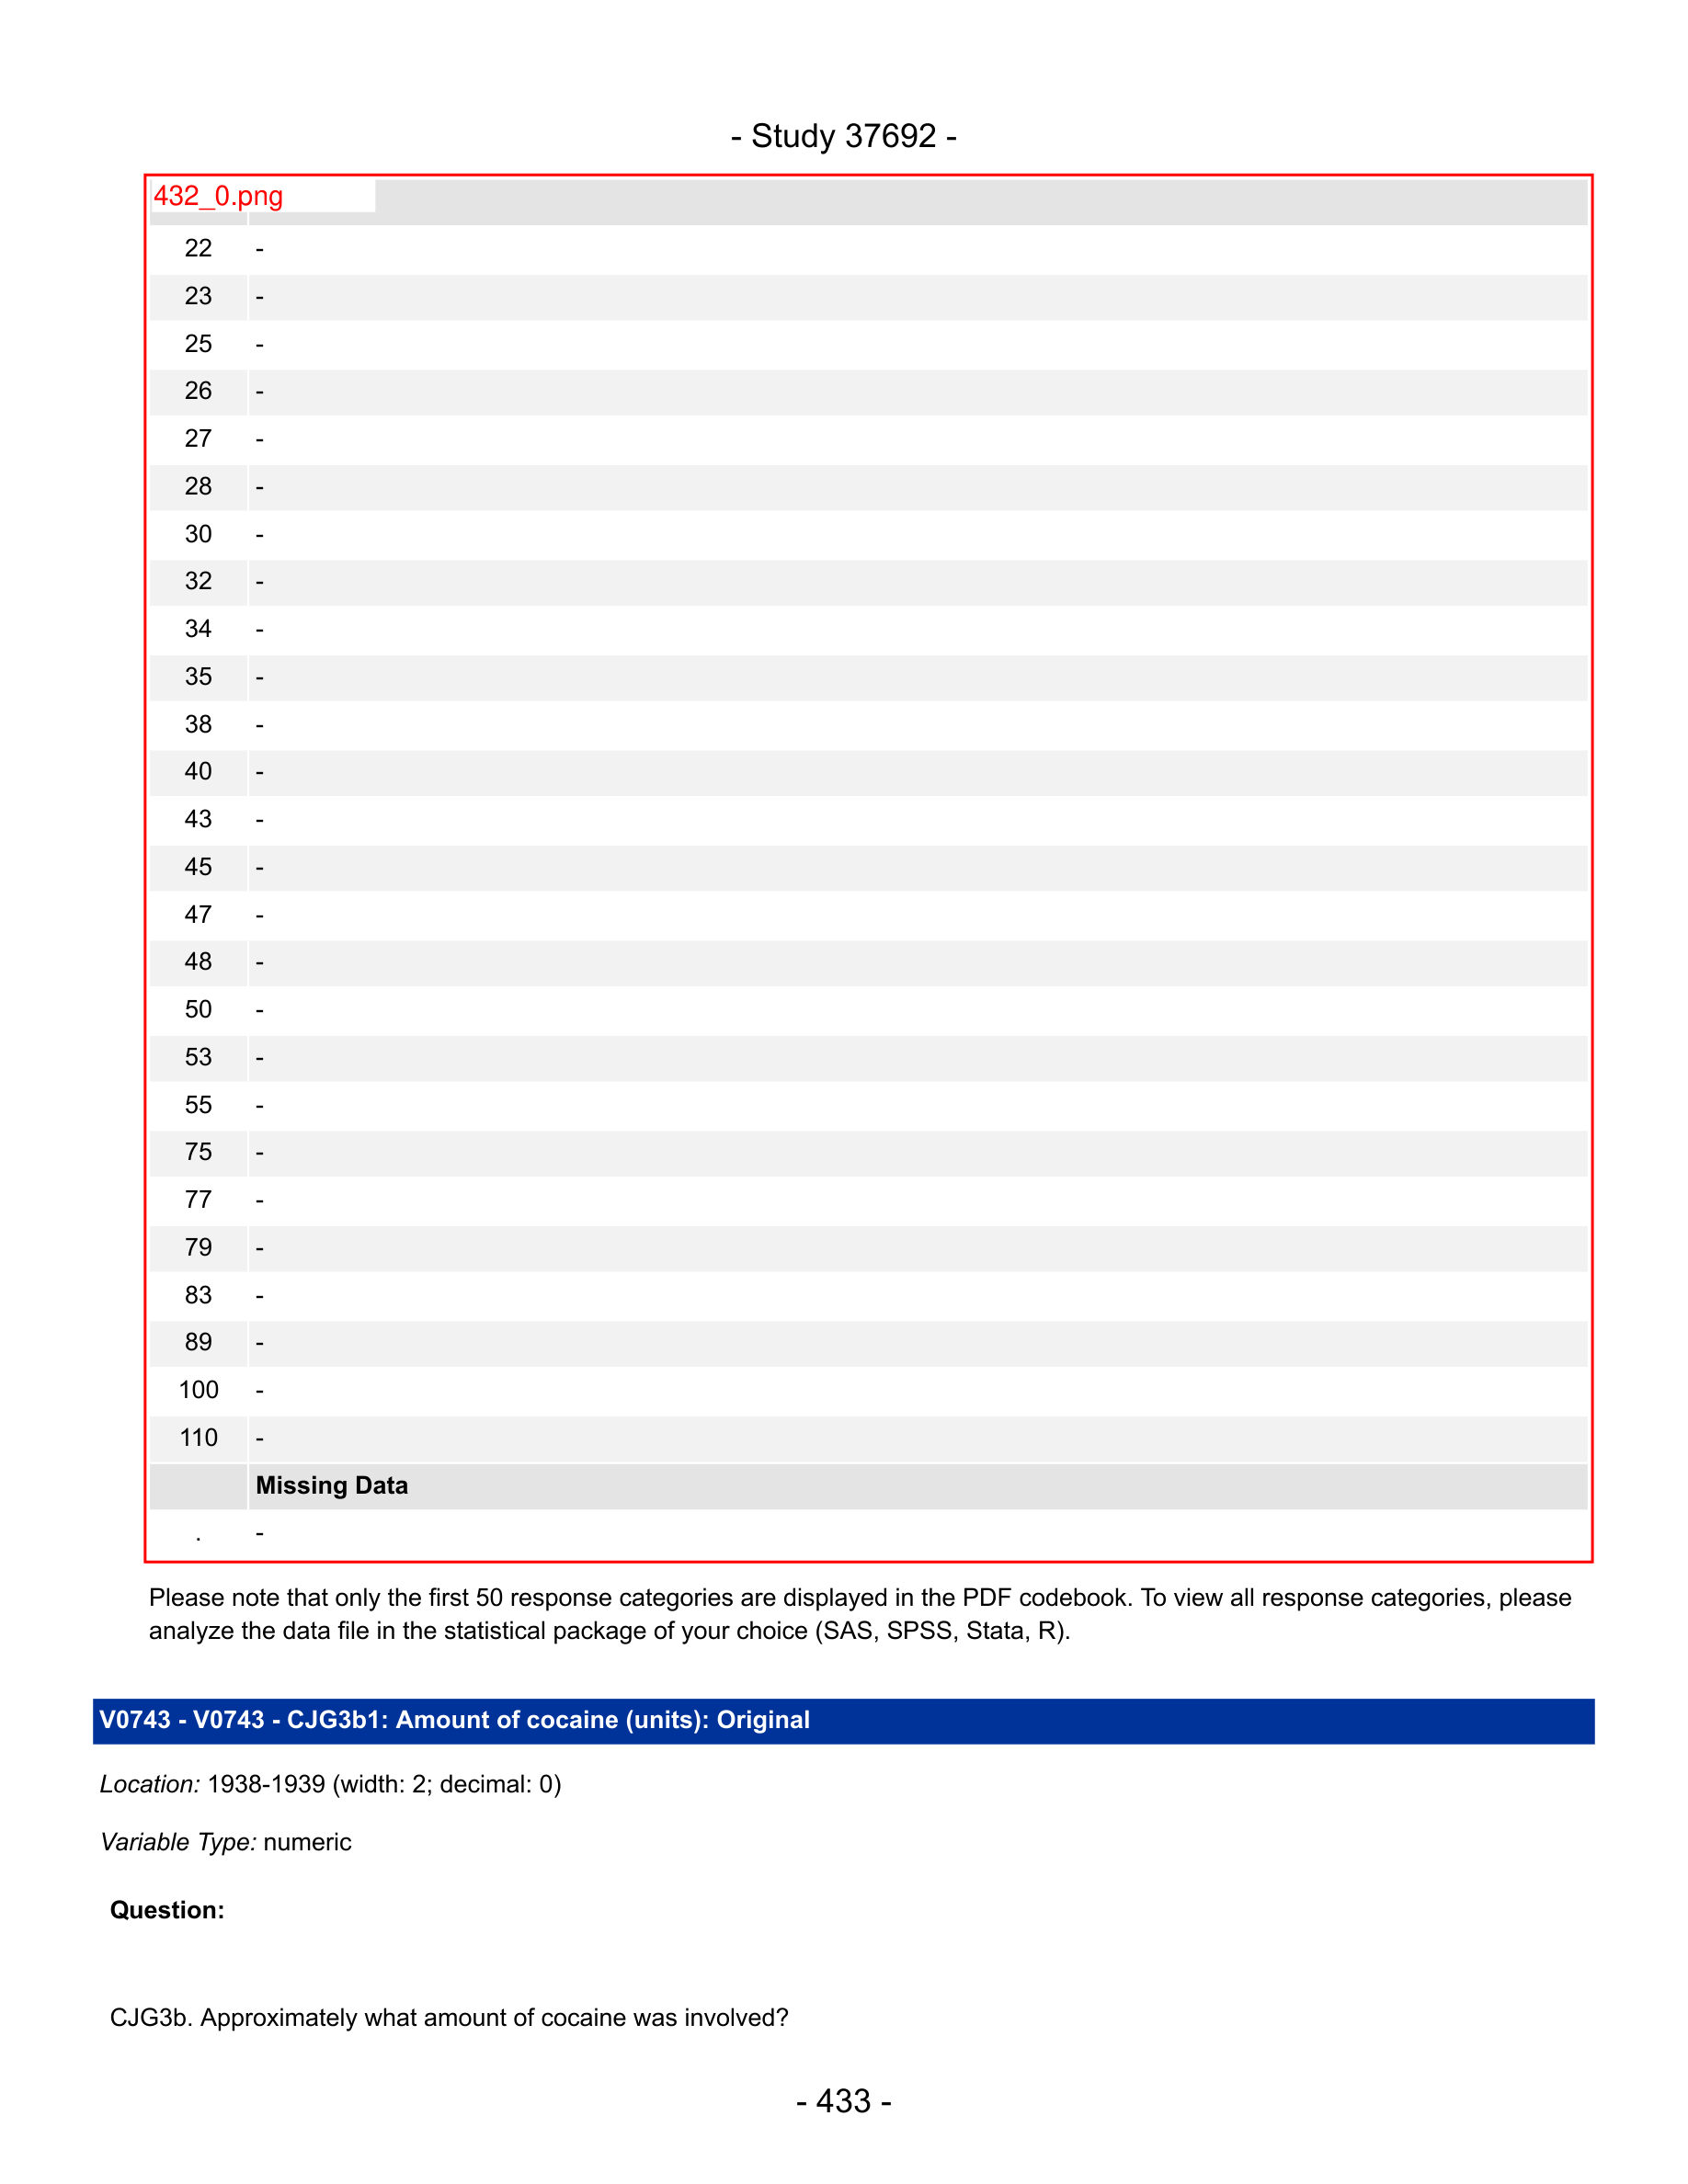 - Study 37692 -
432_0.png
22 -
23 -
25 -
26 -
27 -
28 -
30 -
32 -
34 -
35 -
38 -
40 -
43 -
45 -
47 -
48 -
50 -
53 -
55 -
75 -
77 -
79 -
83 -
89 -
100 -
110 -
Missing Data
. -
Please note that only the first 50 response categories are displayed in the PDF codebook. To view all response categories, please
analyze the data file in the statistical package of your choice (SAS, SPSS, Stata, R).
V0743 - V0743 - CJG3b1: Amount of cocaine (units): Original
Location: 1938-1939 (width: 2; decimal: 0)
Variable Type: numeric
Question:
CJG3b. Approximately what amount of cocaine was involved?
- 433 -